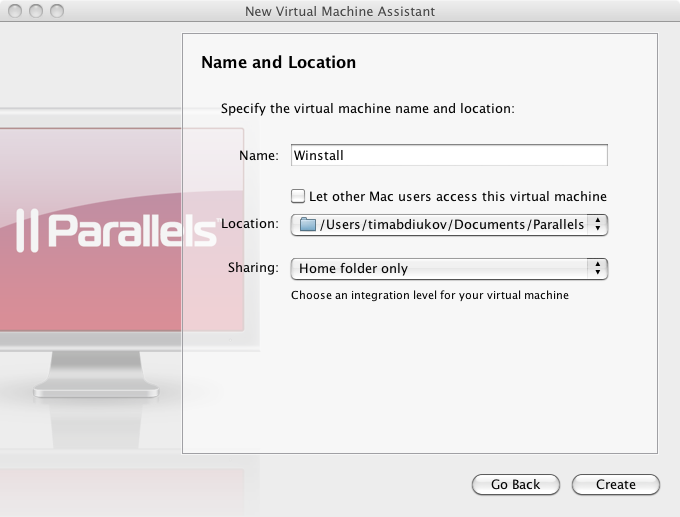 New Virtual Machine Assistant
Name and Location
Specify the virtual machine name and location:
Name: Winstall
Let other Mac users access this virtual machine
Location: /Users/timabdiukov/Documents/Parallels
Parallels
Sharing: Home folder only
Choose an integration level for your virtual machine
Go Back Create